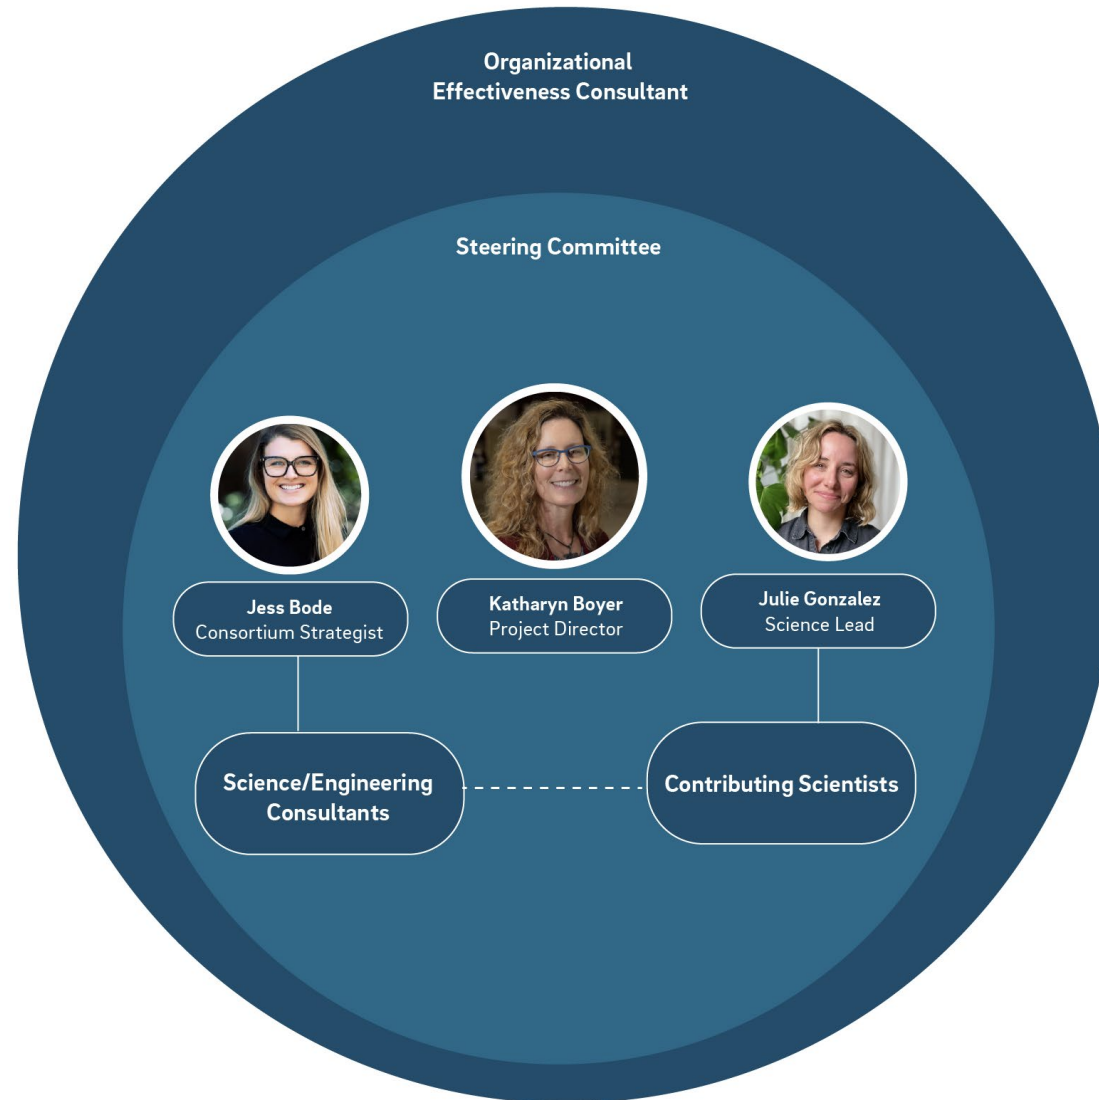 Organizational
Effectiveness Consultant
Steering Committee
Jess Bode
Consortium Strategist
Katharyn Boyer
Project Director
Julie Gonzalez
Science Lead
Science/Engineering
Consultants
Contributing Scientists